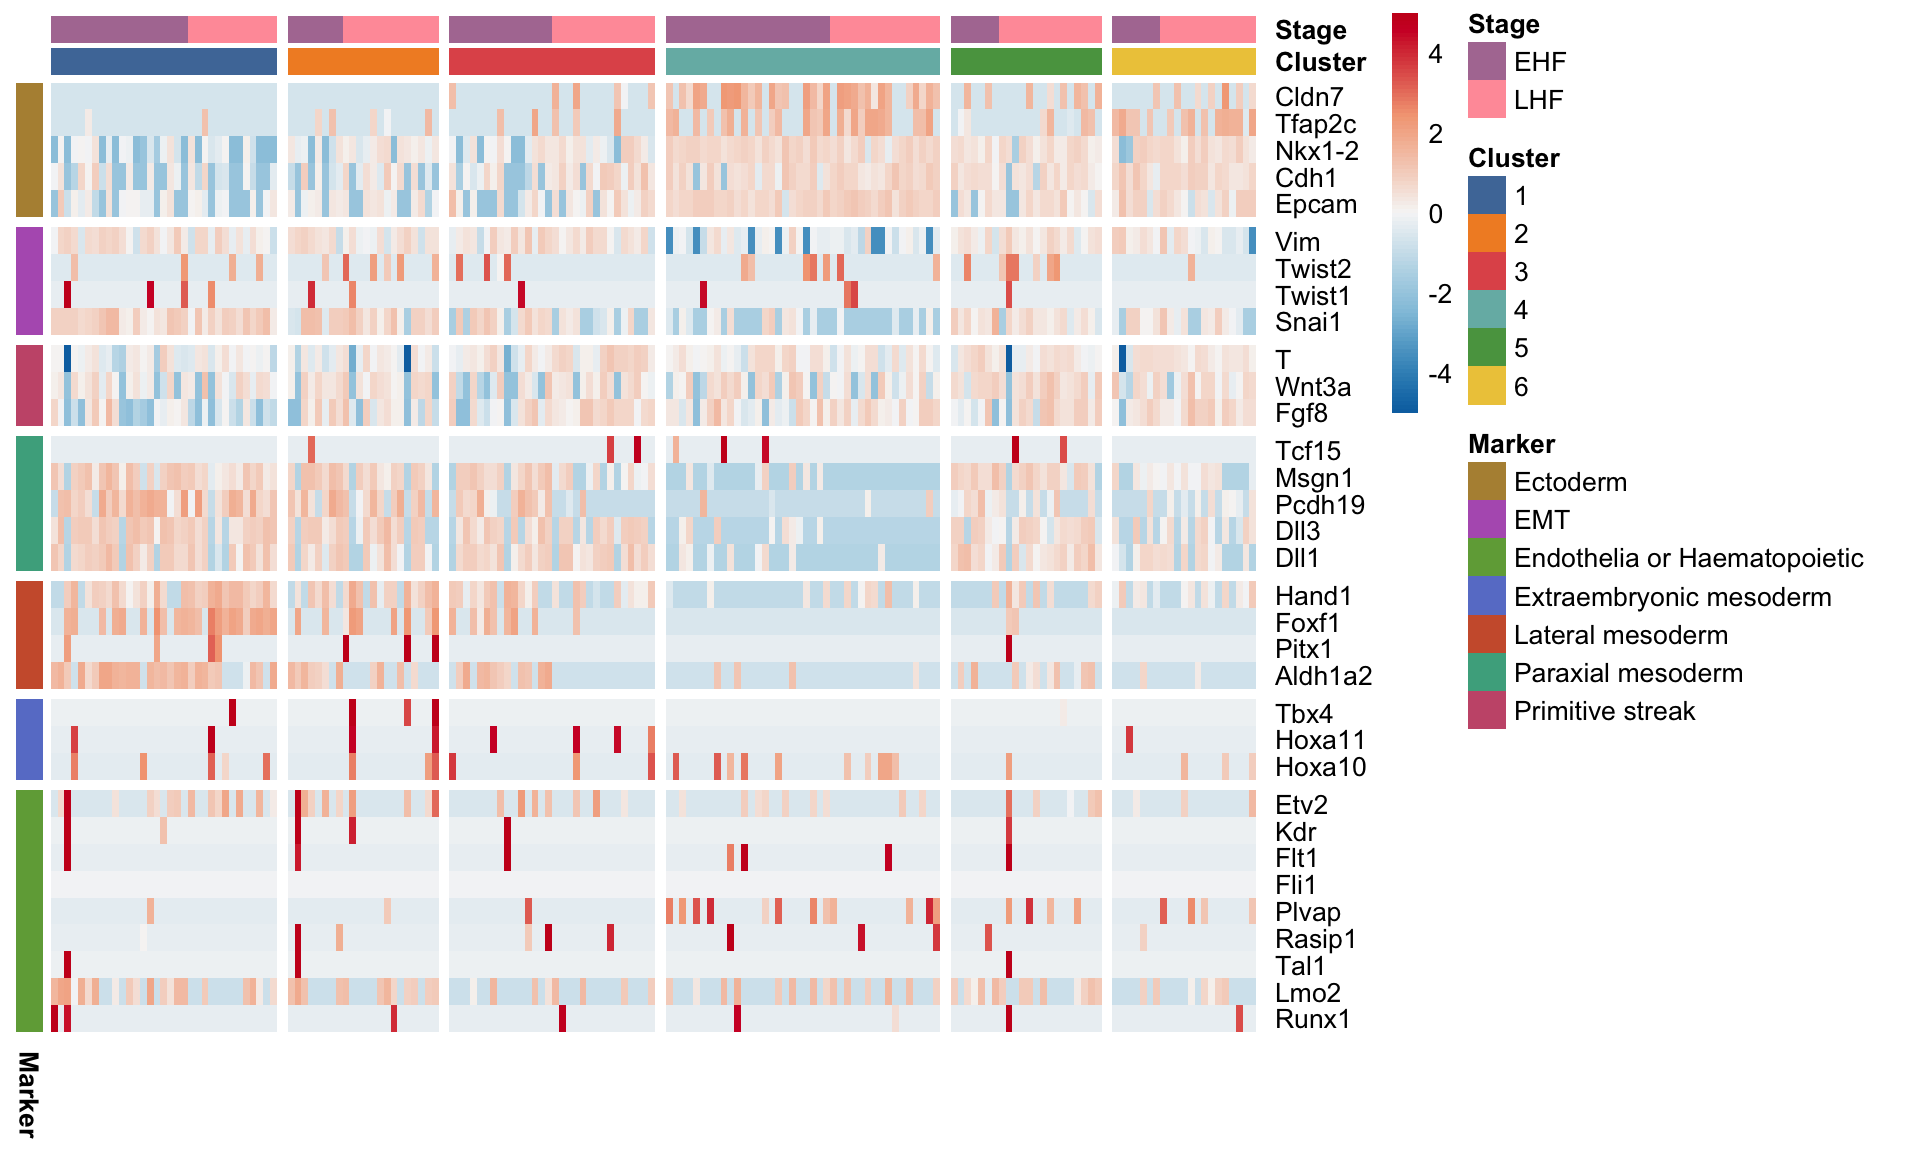 Stage
Cluster
Cldn7
Tfap2c
Nkx1-2
Cdh1
Epcam
Vim
Twist2
Twist1
Snai1
T
Wnt3a
Fgf8
Tcf15
Msgn1
Pcdh19
Dll3
Dll1
Hand1
Foxf1
Pitx1
Aldh1a2
Tbx4
Hoxa11
Hoxa10
Etv2
Kdr
Flt1
Fli1
Plvap
Rasip1
Tal1
Lmo2
Runx1
Marker
4
2
0
-2
-4
Stage
EHF
LHF
Cluster
1
2
3
4
5
6
Marker
Ectoderm
EMT
Endothelia or Haematopoietic
Extraembryonic mesoderm
Lateral mesoderm
Paraxial mesoderm
Primitive streak